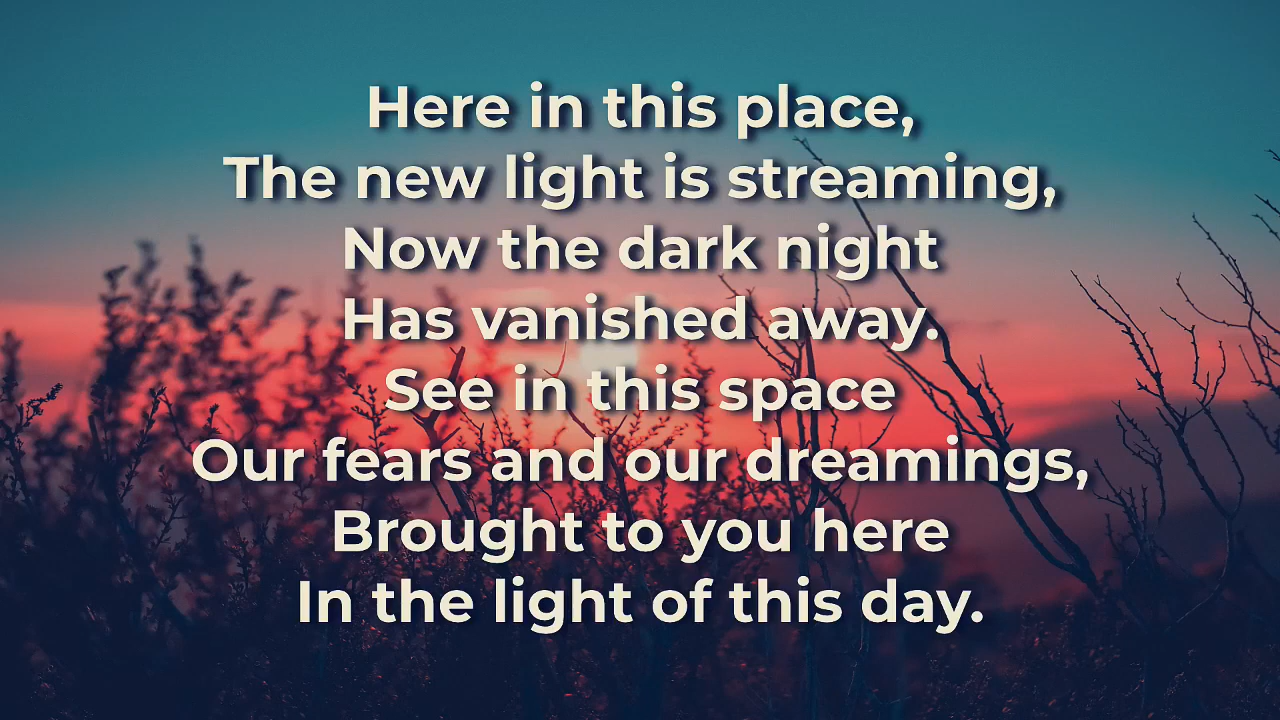 Here in this place,
The new light is streaming,
Now the dark night
Has vanished away.
See in this space
Our fears and our dreamings,
Brought to you here
In the light of this day.